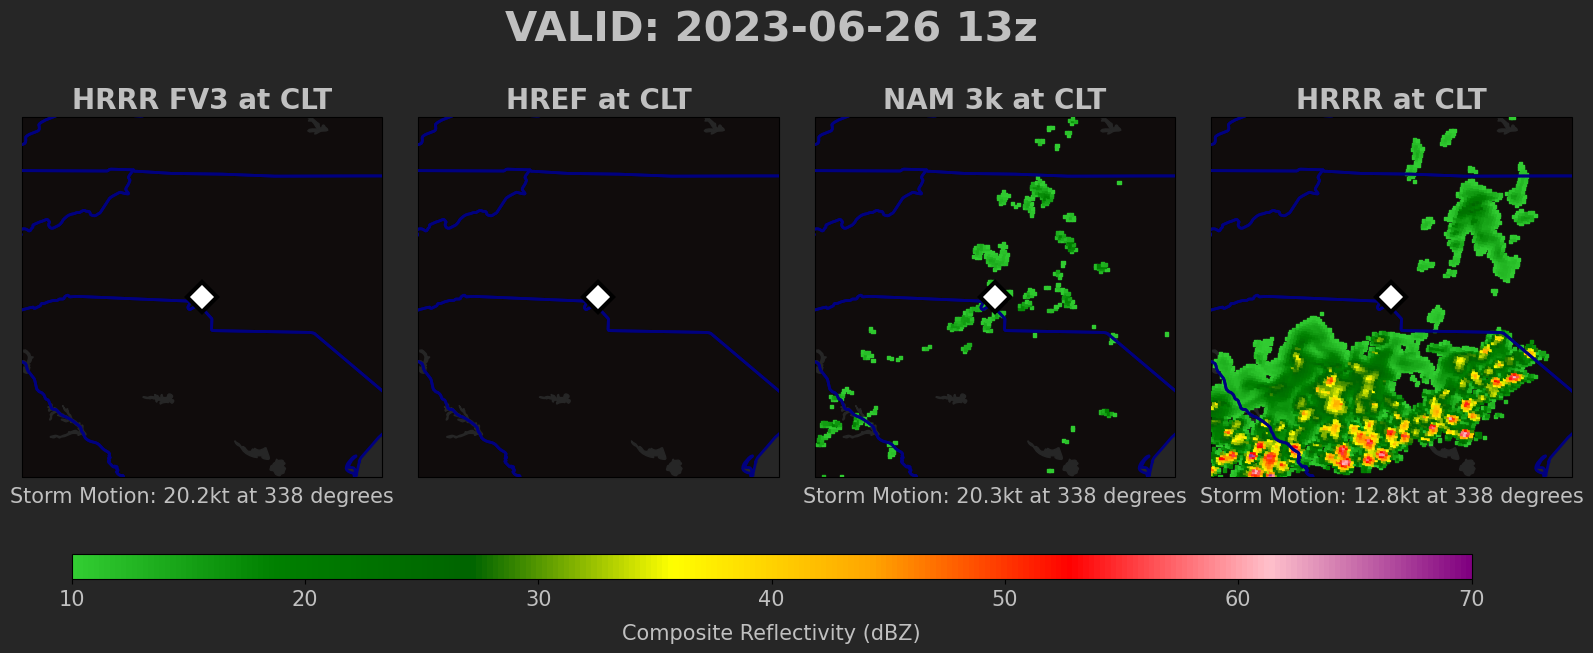 VALID: 2023-06-26 13z
HRRR FV3 at CLT
HREF at CLT
NAM 3k at CLT
HRRR at CLT
Storm Motion: 20.2kt at 338 degrees
Storm Motion: 20.3kt at 338 degrees
Storm Motion: 12.8kt at 338 degrees
10 20 30 40 50 60 70
Composite Reflectivity (dBZ)